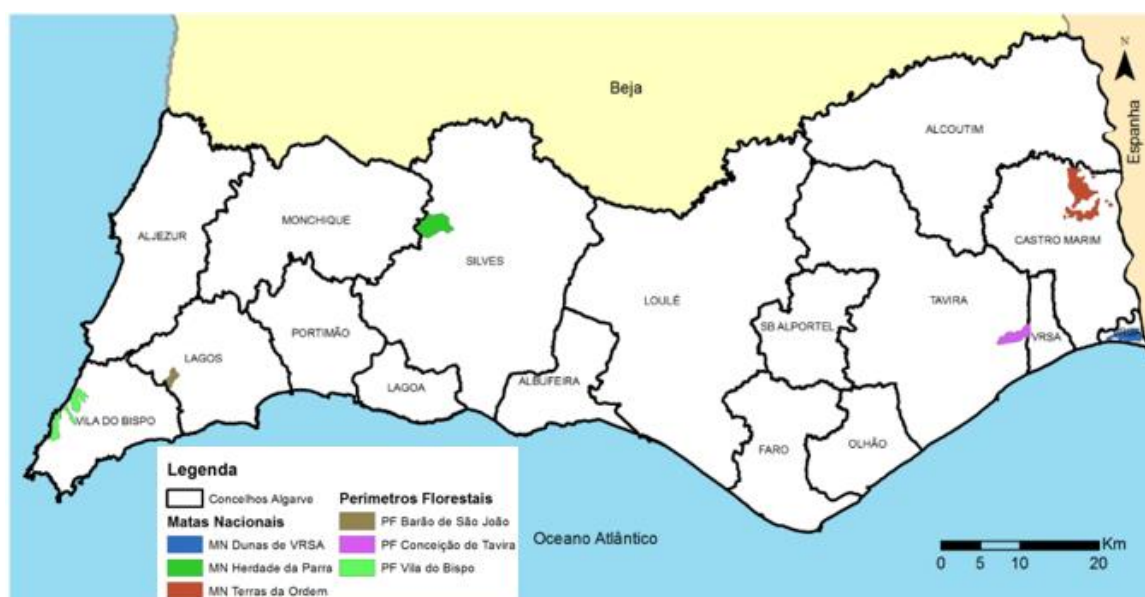 N
Beja
Espanha
ALCOUTIM
ALJEZUR
MONCHIQUE
SILVES
CASTRO MARIM
LOULÉ
TAVIRA
SB ALPORTEL
PORTIMÃO
VRSA
LAGOS
LAGOA
ALBUFEIRA
VILA DO BISPO
FARO
OLHÃO
Legenda
Concelhos Algarve
Matas Nacionais
MN Dunas de VRSA
MN Herdade da Parra
MN Terras da Ordem
Perimetros Florestais
PF Barão de São João
PF Conceição de Tavira
PF Vila do Bispo
Oceano Atlântico
Km
0 5 10 20